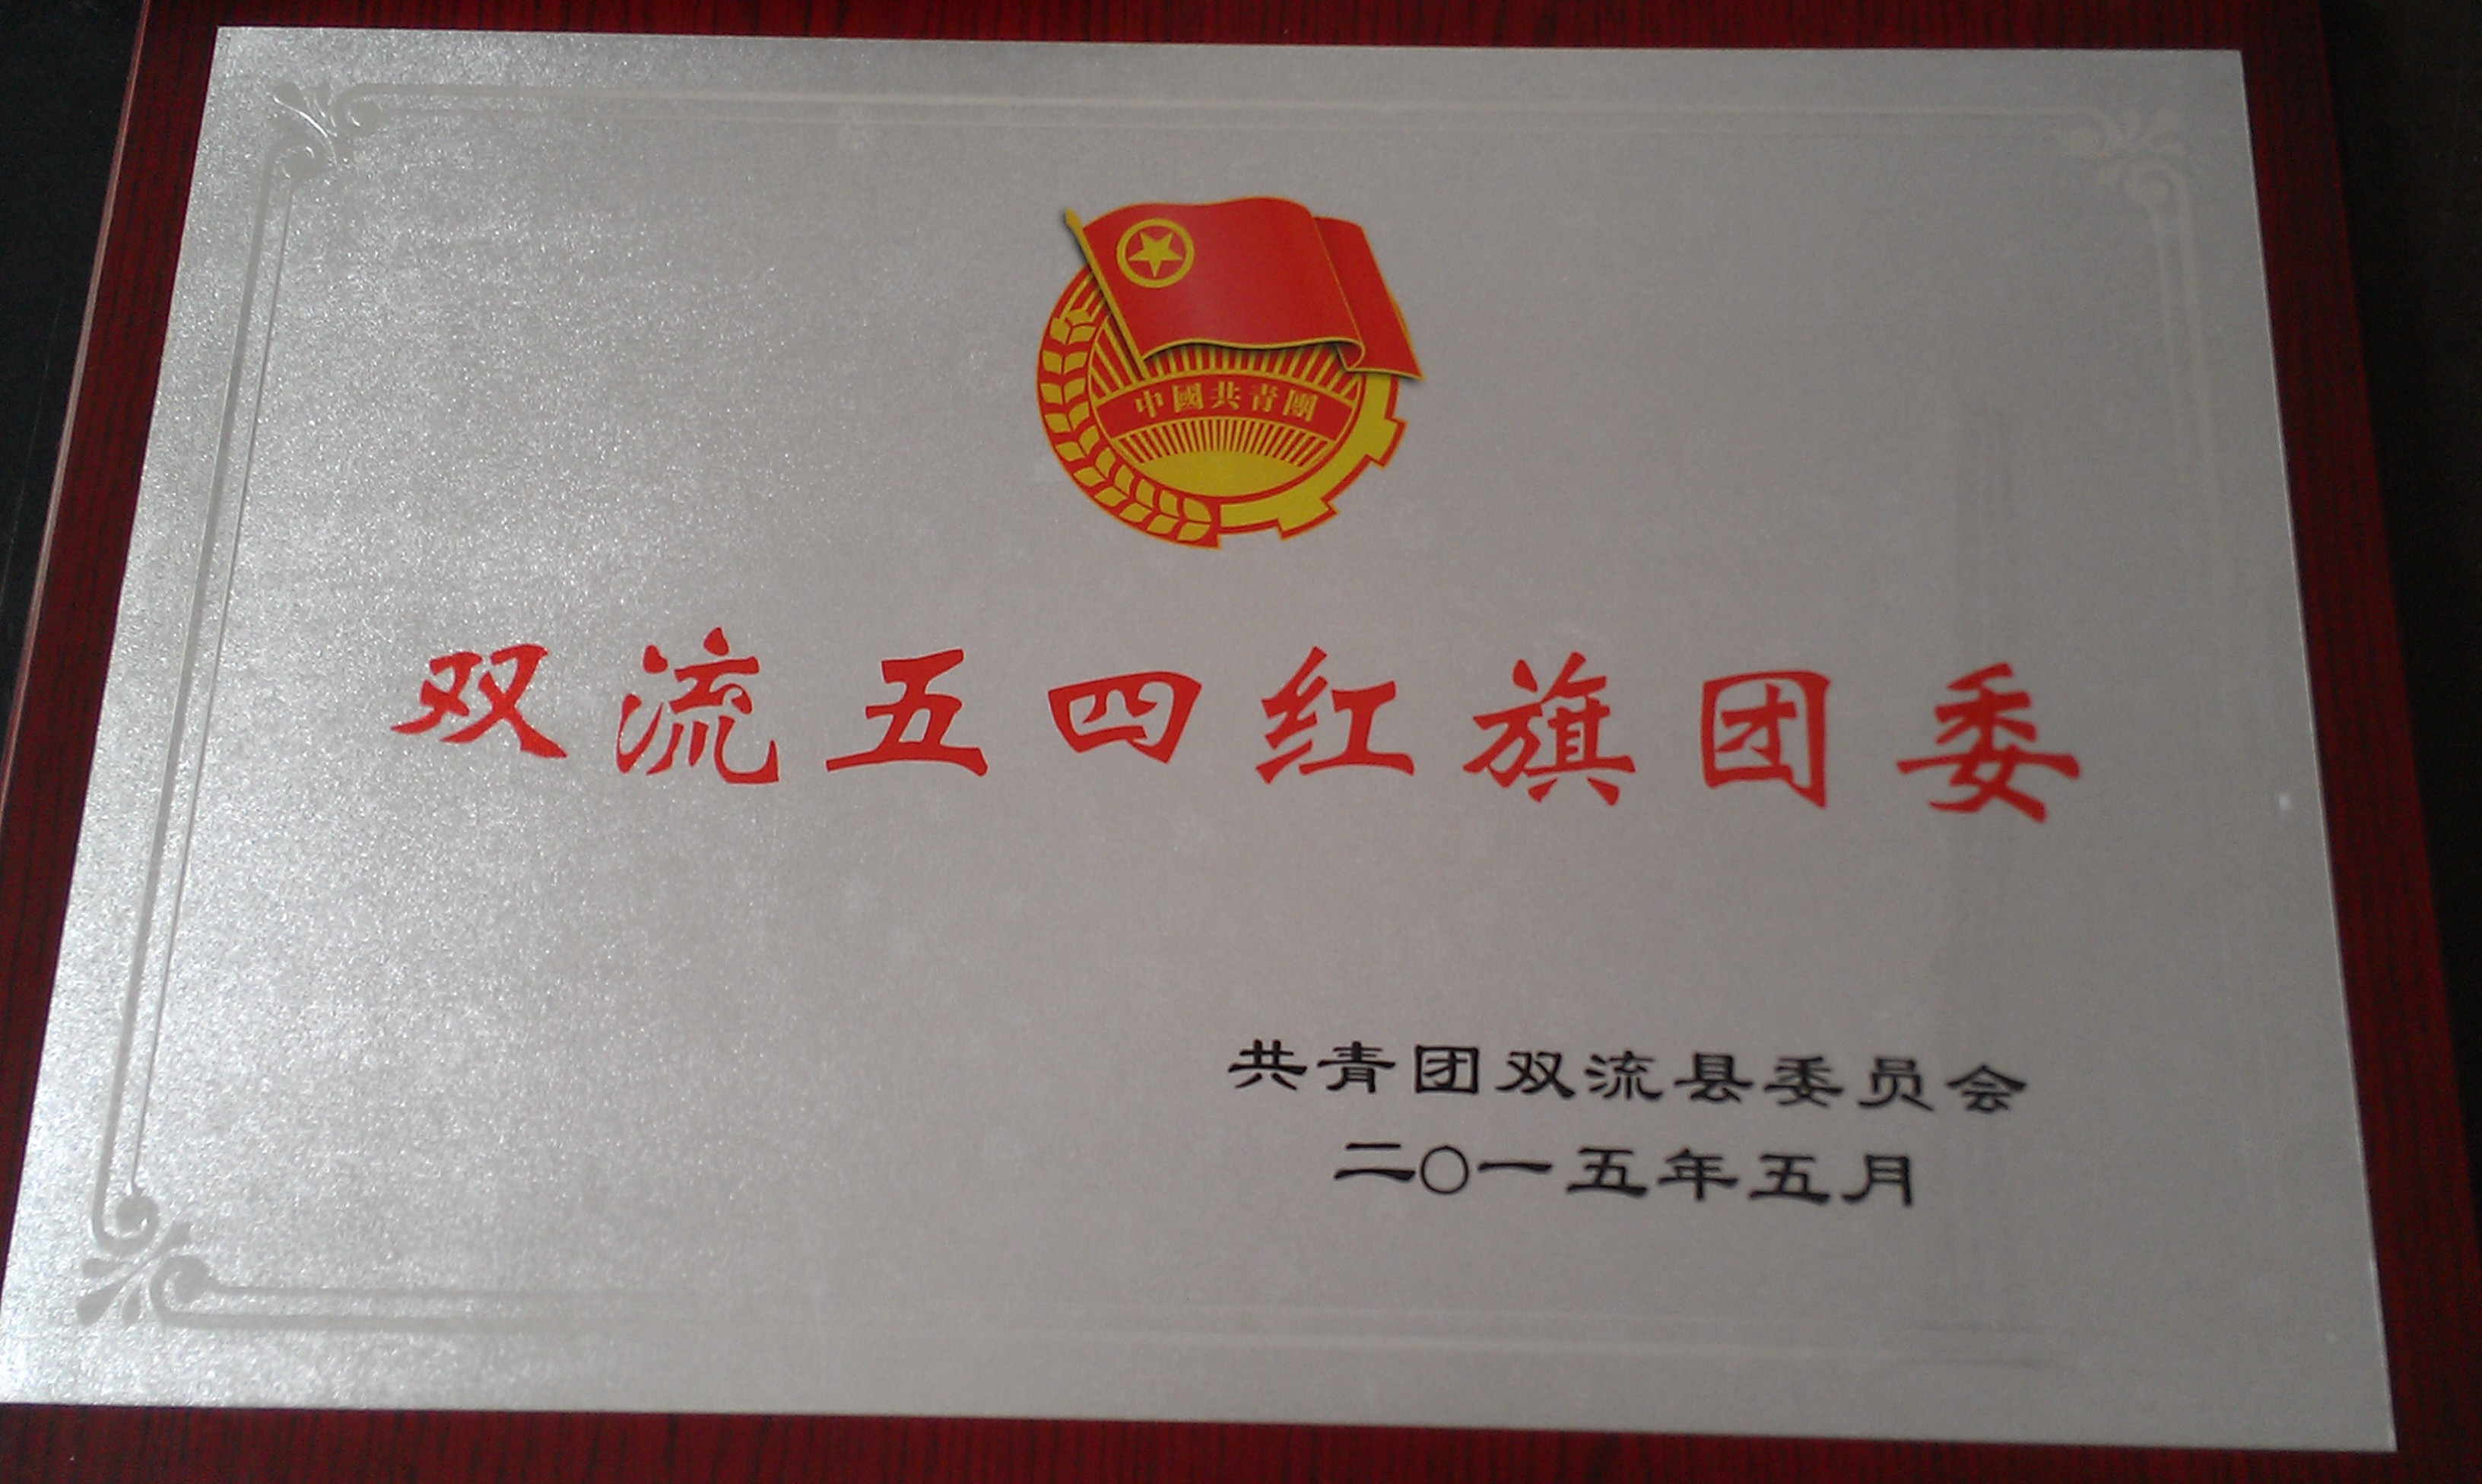 中國共青團
双流五四红旗团委
共青团双流县委员会
二〇一五年五月